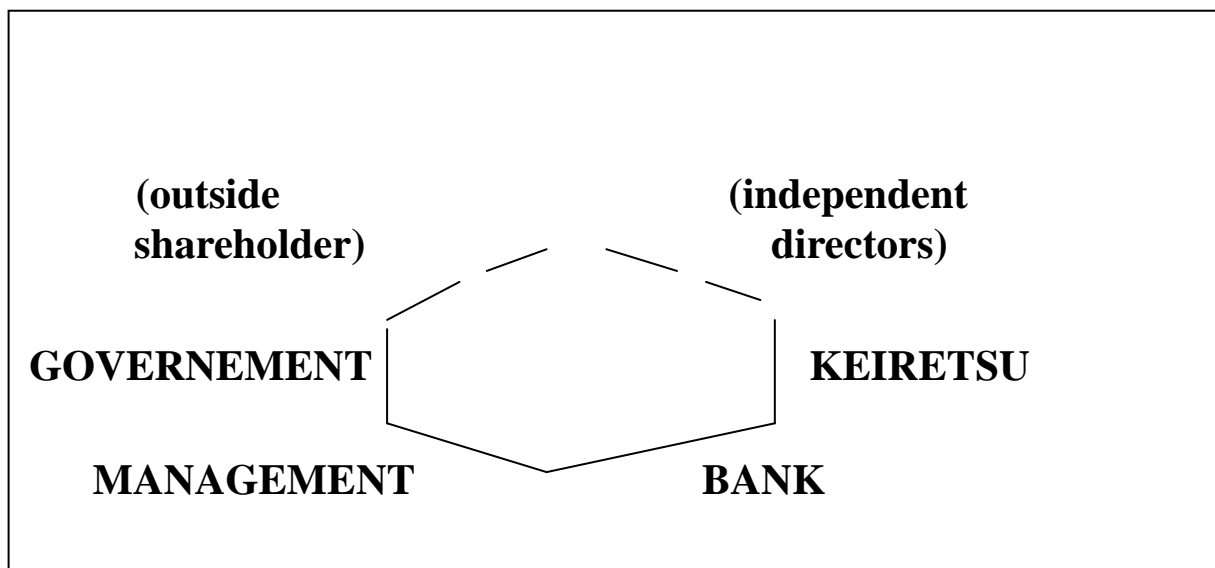 (outside
shareholder)
(independent
directors)
GOVERNEMENT
KEIRETSU
MANAGEMENT
BANK